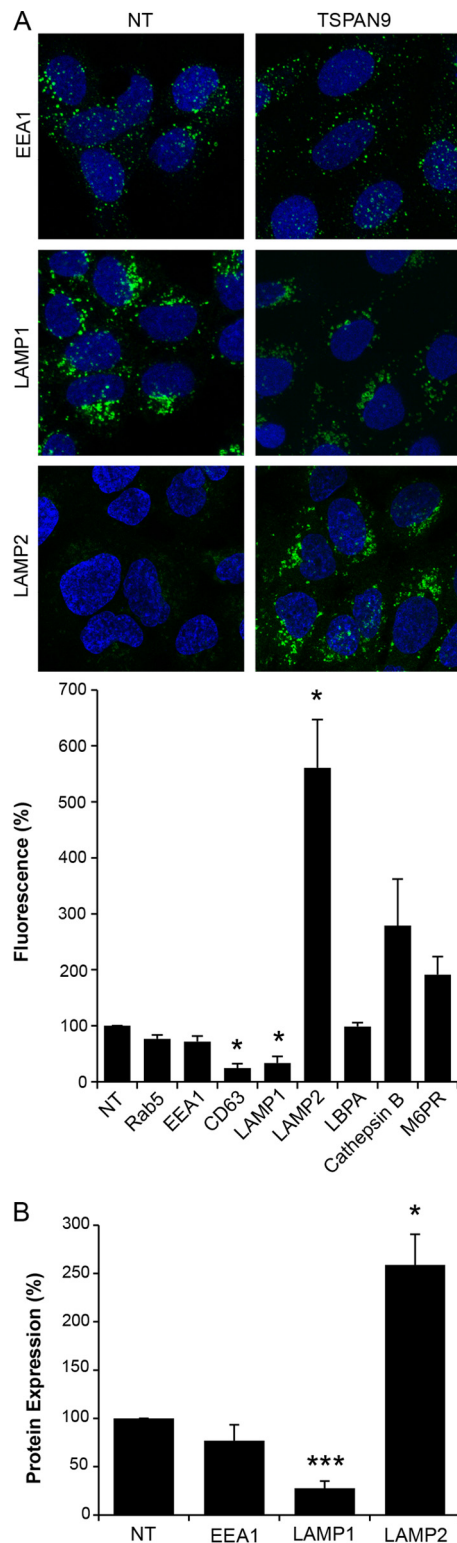 A
NT
TSPAN9
EEA1
LAMP1
LAMP2
700
600
500
400
300
200
100
0
Fluorescence (%)
*
*
*
NT
Rab5
EEA1
CD63
LAMP1
LAMP2
LBPA
Cathepsin B
M6PR
B
300
250
200
150
100
50
0
Protein Expression (%)
***
*
NT
EEA1
LAMP1
LAMP2